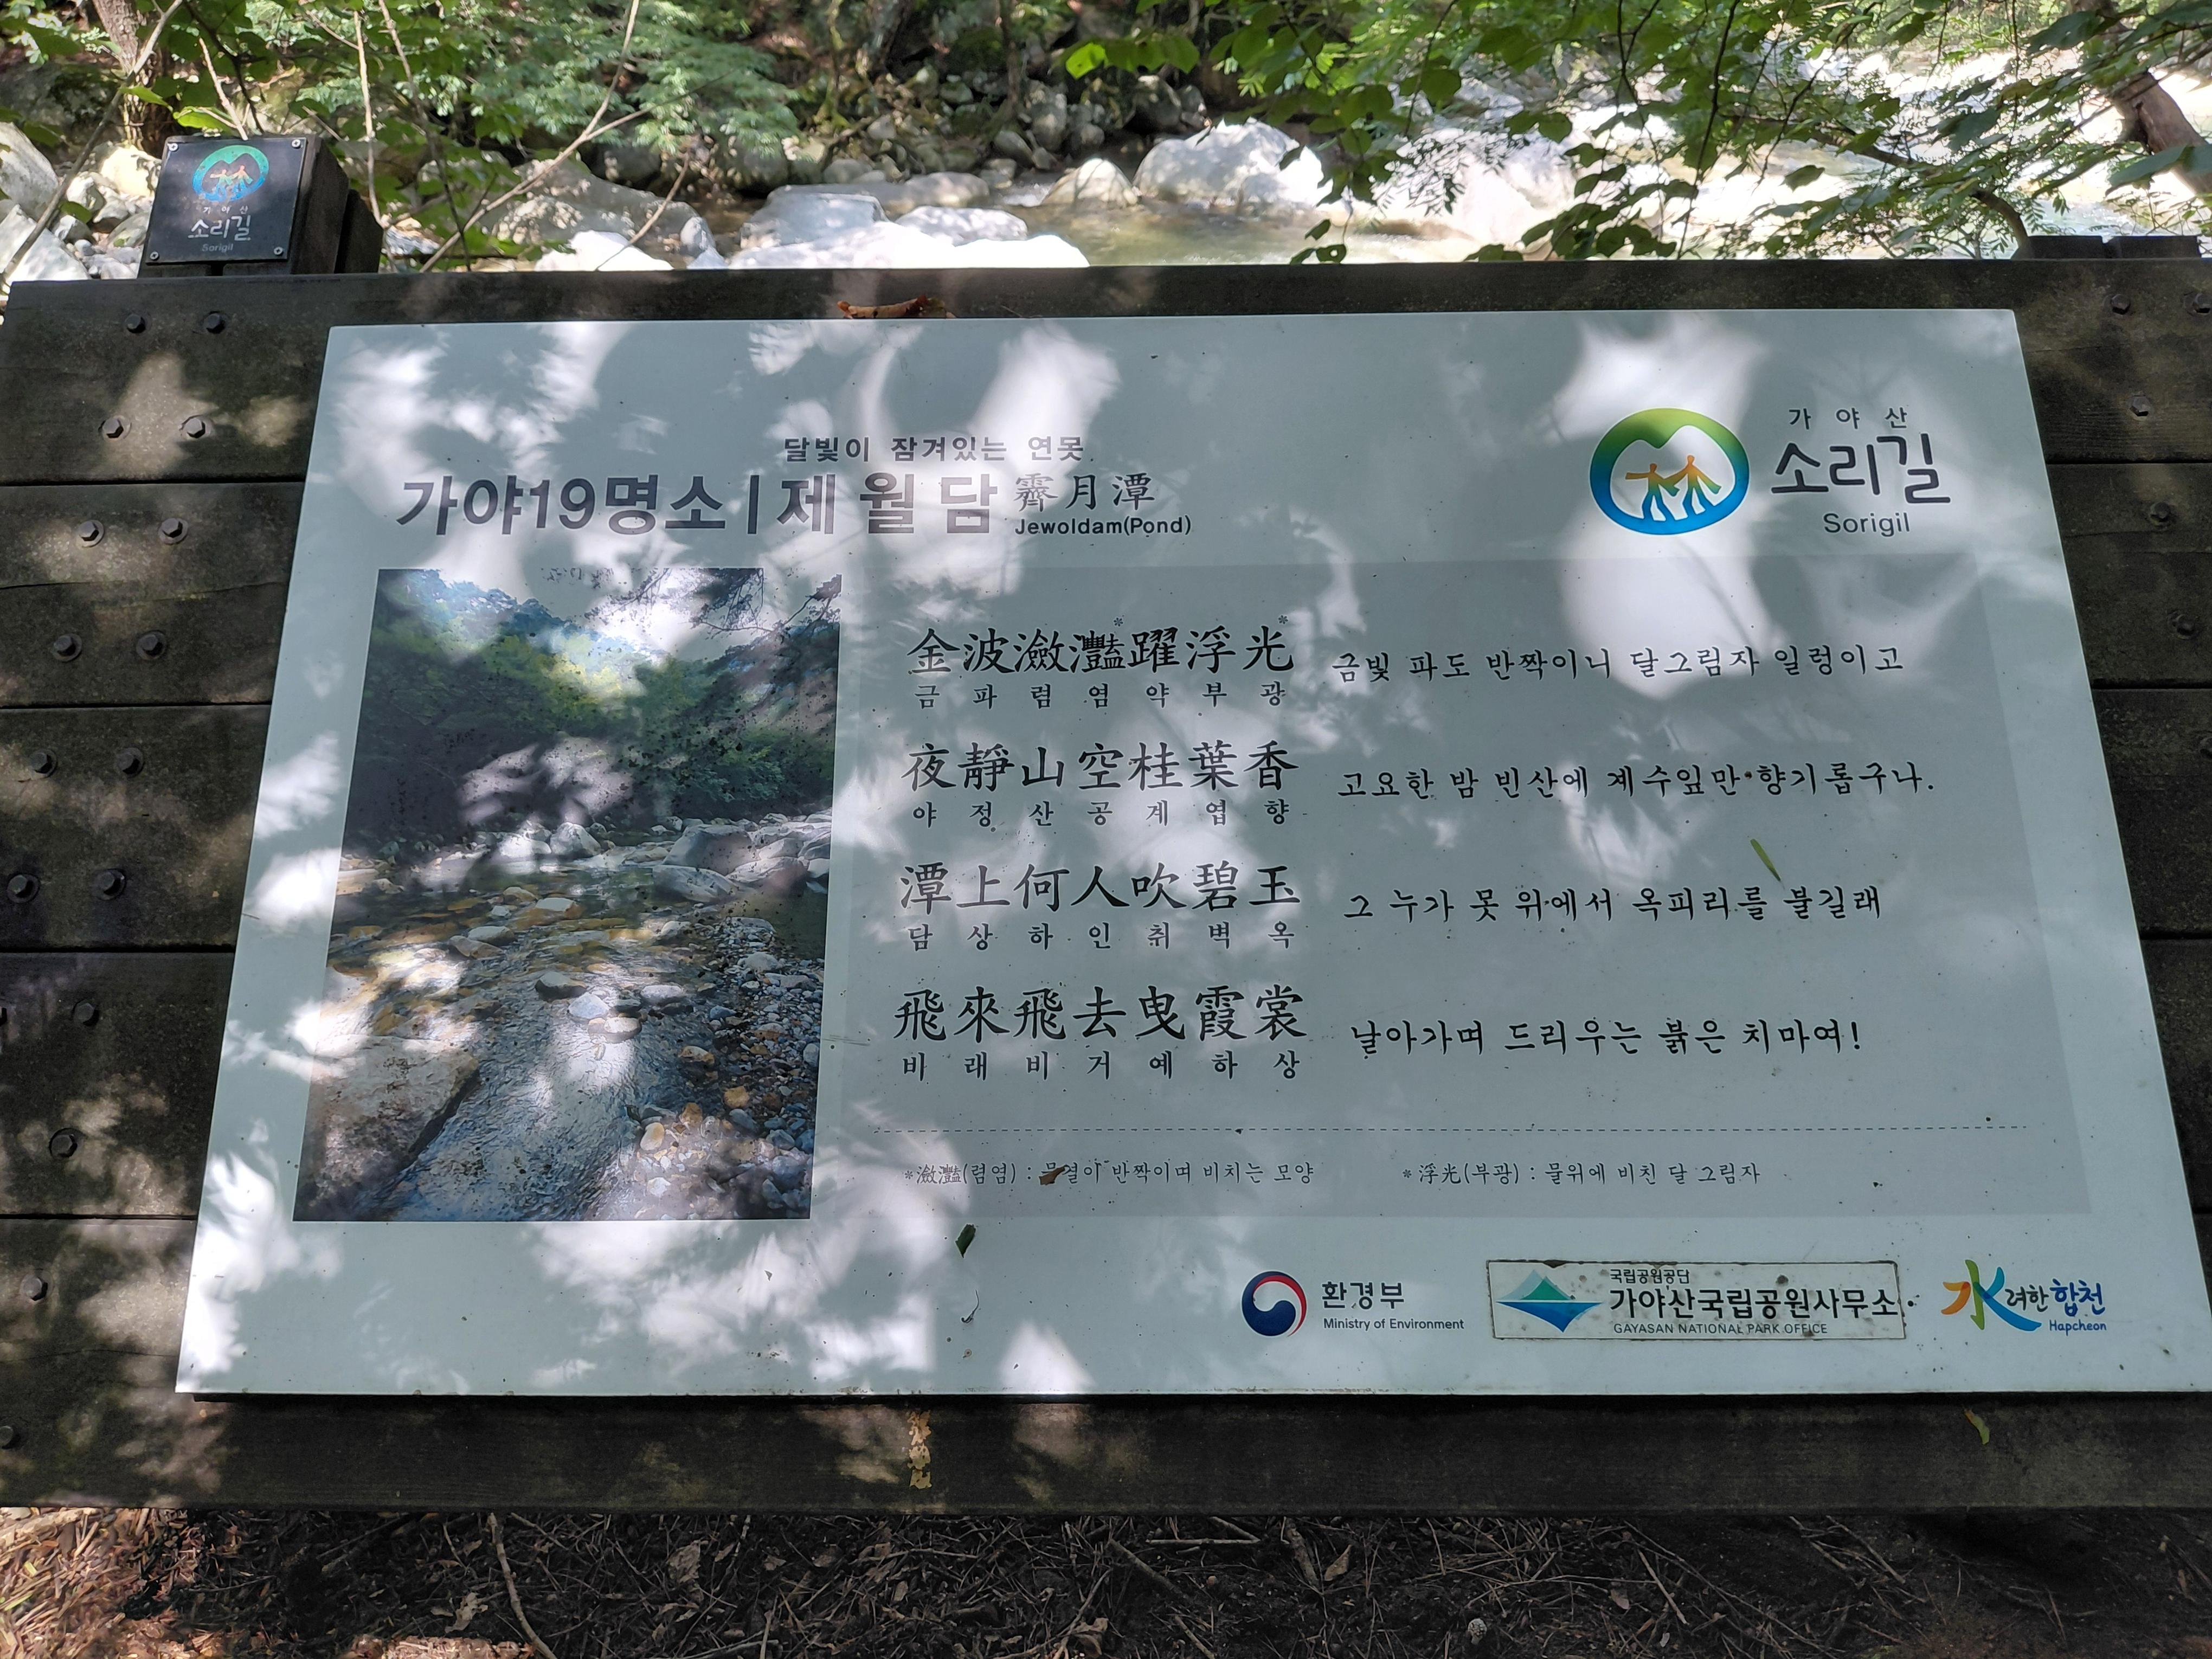 가야산
소리길
Sorigil
달빛이 잠겨있는 연못
가야19명소 | 제월담 霽月潭
Jewoldam(Pond)
가야산
소리길
Sorigil
金波瀲灩*躍浮光* 금빛 파도 반짝이니 달그림자 일렁이고
금파렴염약부광
夜靜山空桂葉香 고요한 밤 빈산에 계수잎만 향기롭구나.
야정산공계엽향
潭上何人吹碧玉 그 누가 못 위에서 옥피리를 불길래
담상하인취벽옥
飛來飛去曳霞裳 날아가며 드리우는 붉은 치마여!
비래비거예하상
*瀲灩(렴염) : 물결이 반짝이며 비치는 모양 *浮光(부광) : 물위에 비친 달 그림자
환경부
Ministry of Environment
국립공원공단
가야산국립공원사무소
GAYASAN NATIONAL PARK OFFICE
水려한 합천
Hapcheon